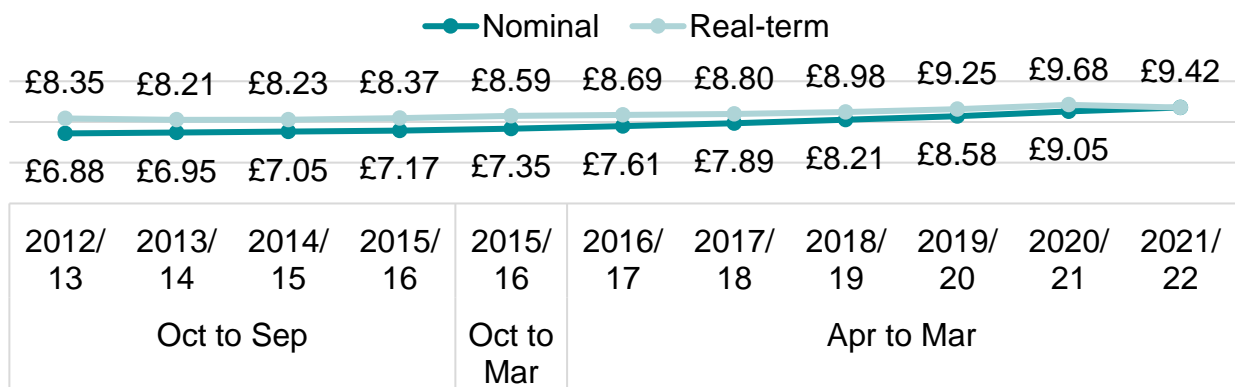 Nominal Real-term
£8.35 £8.21 £8.23 £8.37 £8.59 £8.69 £8.80 £8.98 £9.25 £9.68 £9.42
£6.88 £6.95 £7.05 £7.17 £7.35 £7.61 £7.89 £8.21 £8.58 £9.05
2012/ 2013/ 2014/ 2015/ 2015/ 2016/ 2017/ 2018/ 2019/ 2020/ 2021/
13 14 15 16 16 17 18 19 20 21 22
Oct to Sep Oct to Apr to Mar
Mar